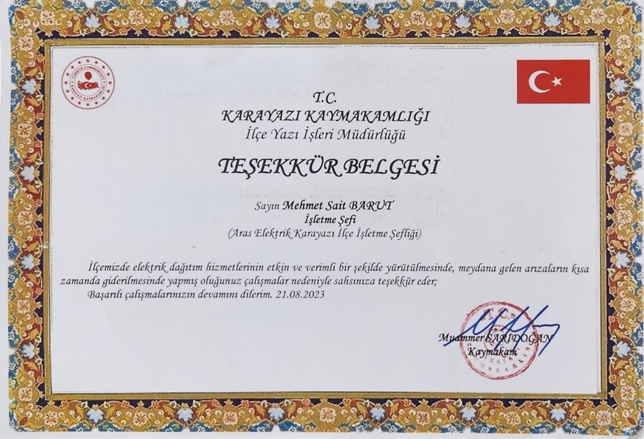 T.C.
KARAYAZI KAYMAKAMLIĞI
İlçe Yazı İşleri Müdürlüğü
TEŞEKKÜR BELGESİ
Sayın Mehmet Sait BARUT
İşletme Şefi
(Aras Elektrik Karayazı İlçe İşletme Şefliği)
İlçemizde elektrik dağıtım hizmetlerinin etkin ve verimli bir şekilde yürütülmesinde, meydana gelen arızaların kısa
zamanda giderilmesinde yapmış oluğunuz çalışmalar nedeniyle sahsınıza teşekkür eder;
Başarılı çalışmalarınızın devamını dilerim. 21.08.2023
Muammer SARIDOĞAN
Kaymakam